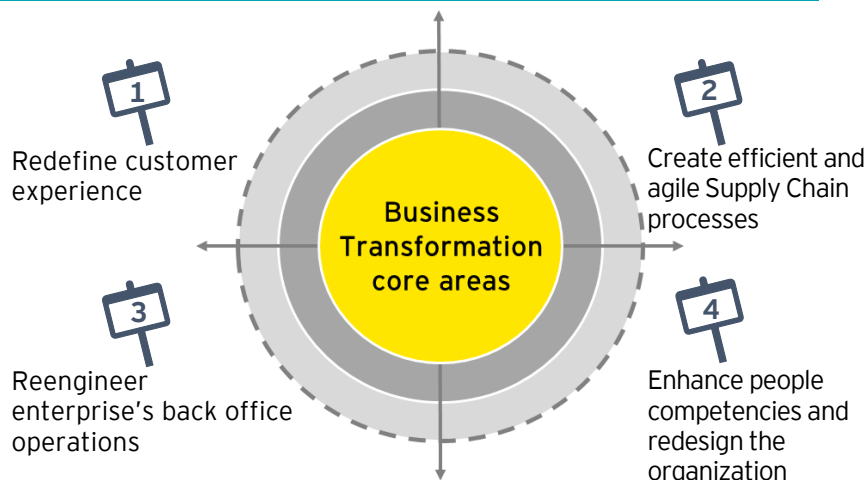 1
Redefine customer
experience
2
Create efficient and
agile Supply Chain
processes
Business
Transformation
core areas
3
Reengineer
enterprise's back office
operations
4
Enhance people
competencies and
redesign the
organization